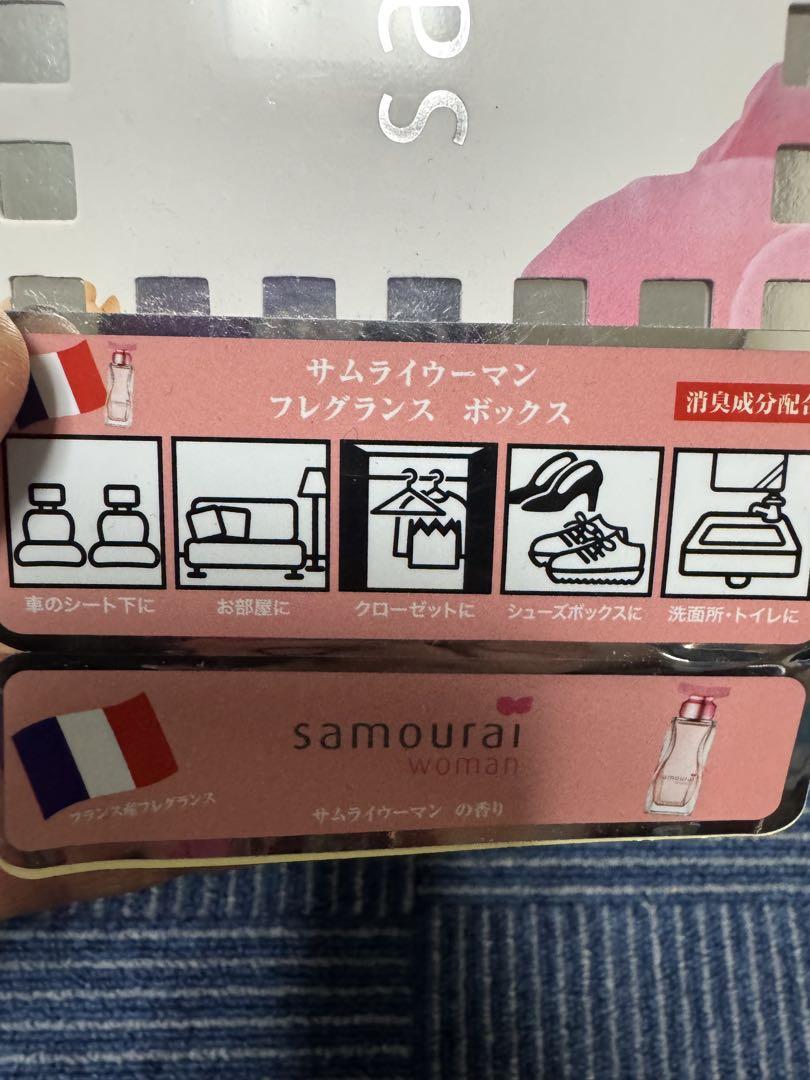 sa
サムライウーマン
フレグランス ボックス
消臭成分配合
車のシート下に
お部屋に
クローゼットに
シューズボックスに
洗面所・トイレに
samourai
woman
フランス産フレグランス
サムライウーマン の香り
samourai